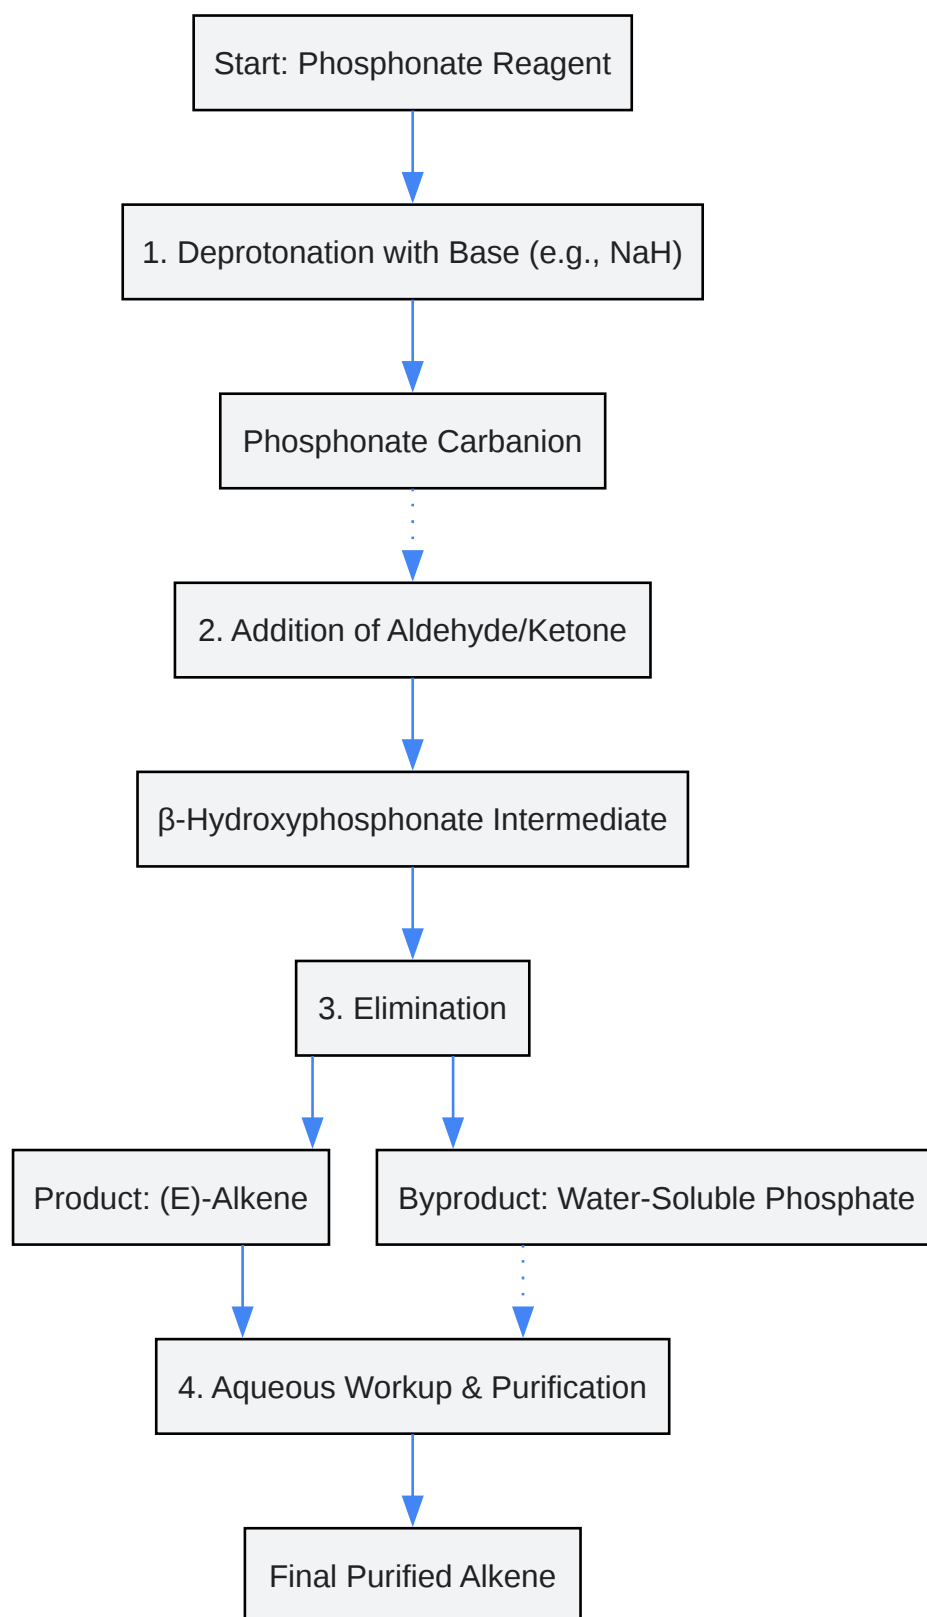 Start: Phosphonate Reagent
1. Deprotonation with Base (e.g., NaH)
Phosphonate Carbanion
2. Addition of Aldehyde/Ketone
β-Hydroxyphosphonate Intermediate
3. Elimination
Product: (E)-Alkene
Byproduct: Water-Soluble Phosphate
4. Aqueous Workup & Purification
Final Purified Alkene